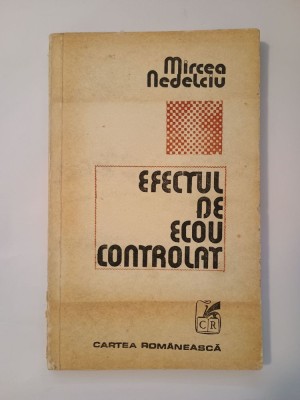 Mircea
Nedelciu
EFECTUL
DE
ECOU
CONTROLAT
CR
CARTEA ROMÂNEASCĂ